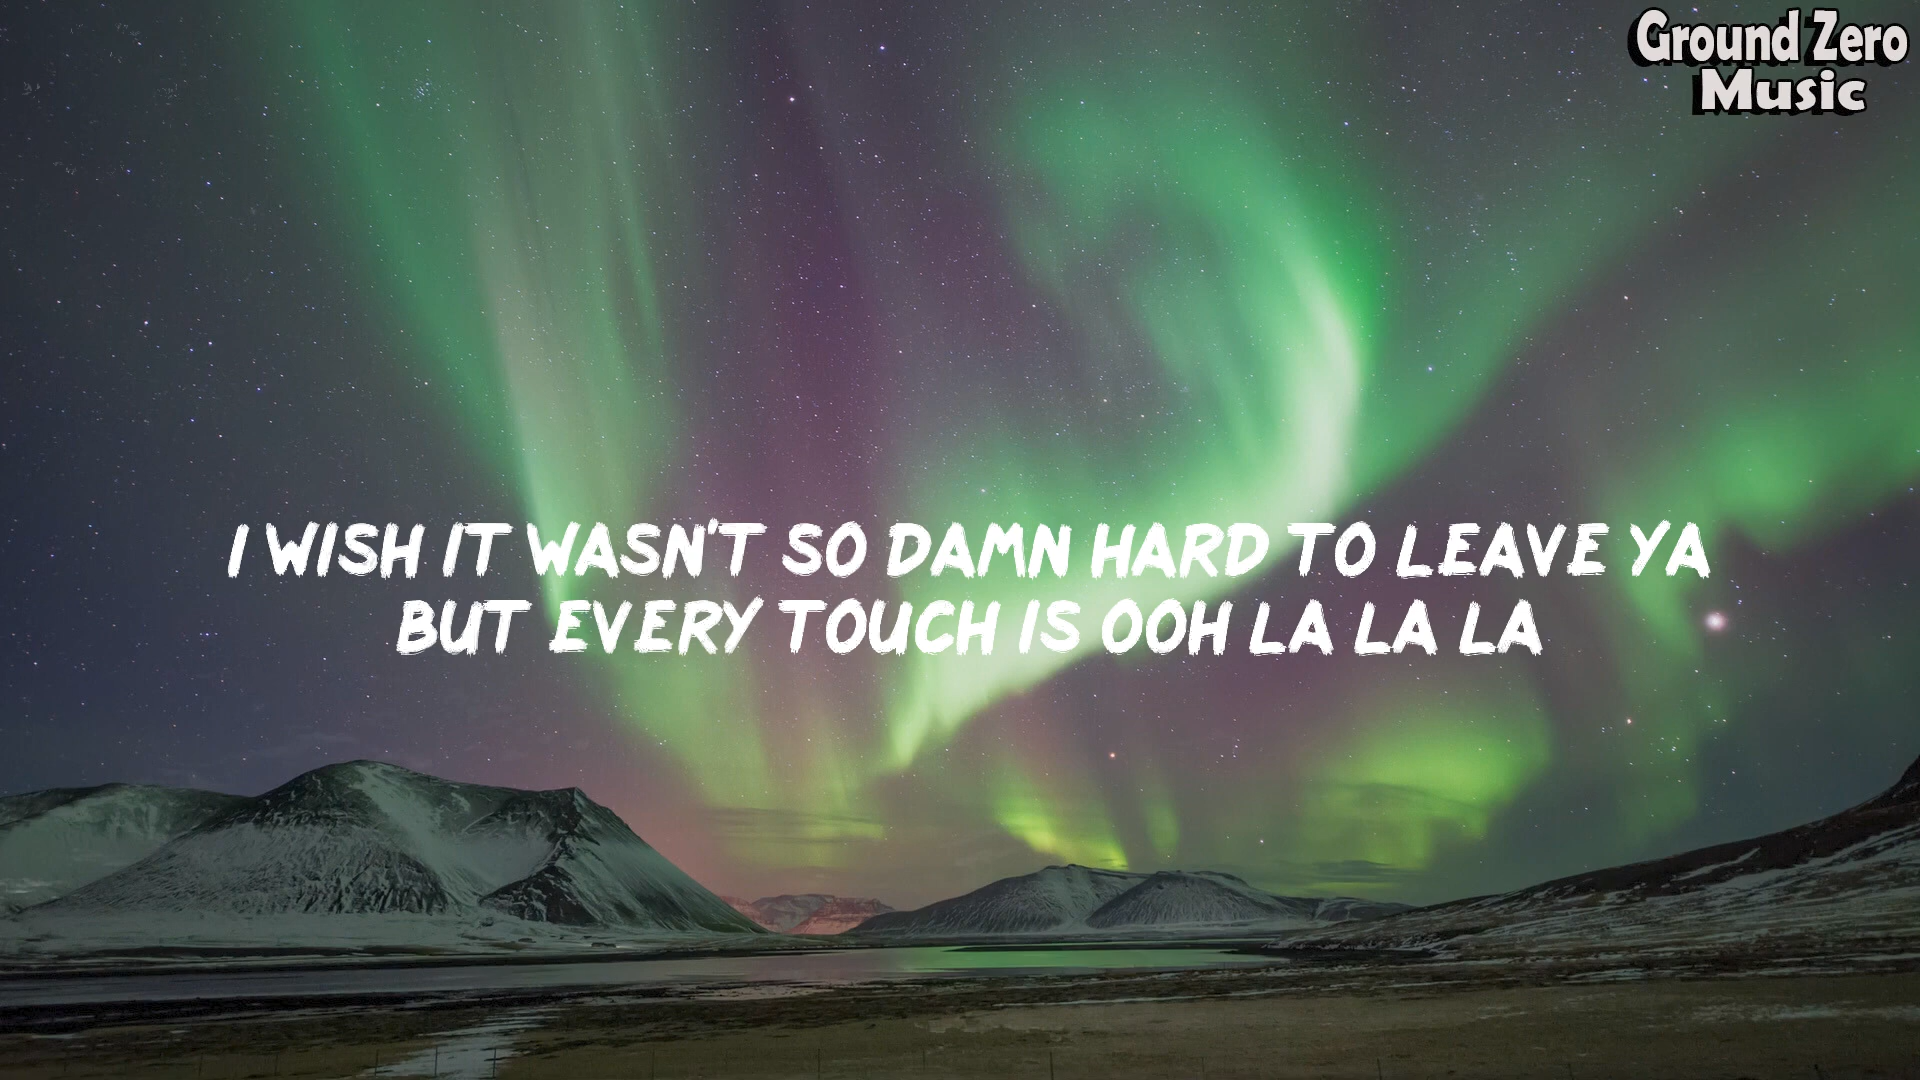 Ground Zero
Music
I WISH IT WASN'T SO DAMN HARD TO LEAVE YA
BUT EVERY TOUCH IS OOH LA LA LA